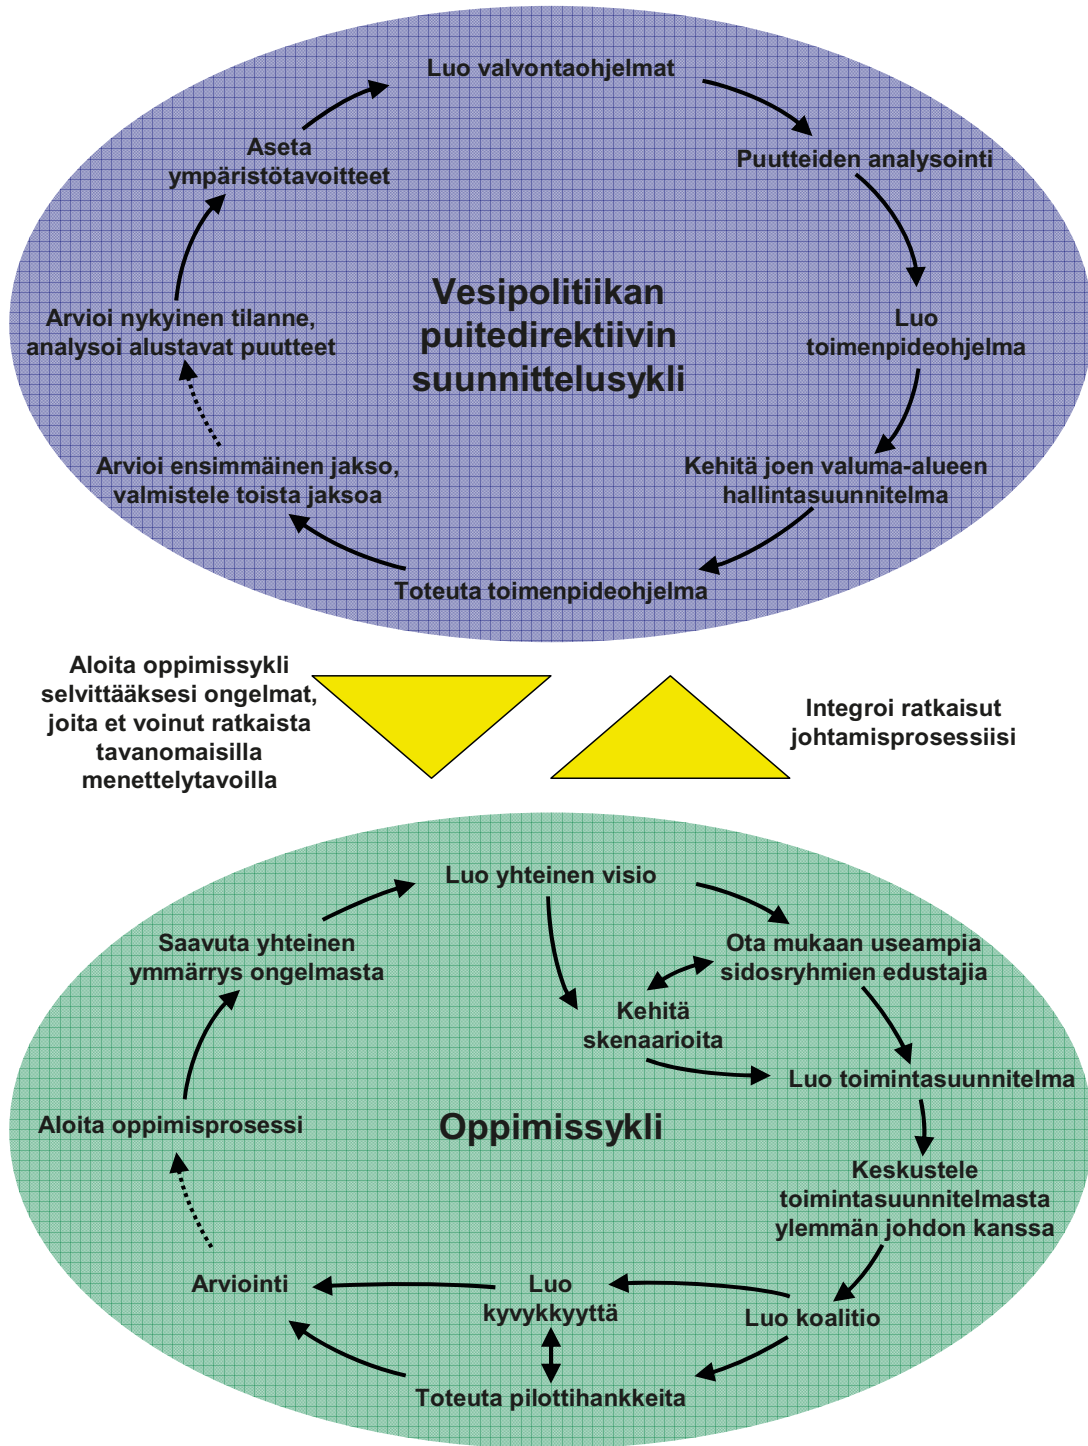 Luo valvontaohjelmat
Aseta
ympäristötavoitteet
Puutteiden analysointi
Vesipolitiikan
puitedirektiivin
suunnittelusykli
Arvioi nykyinen tilanne,
analysoi alustavat puutteet
Luo
toimenpideohjelma
Arvioi ensimmäinen jakso,
valmistele toista jaksoa
Kehitä joen valuma-alueen
hallintasuunnitelma
Toteuta toimenpideohjelma
Aloita oppimissykli
selvittääksesi ongelmat,
joita et voinut ratkaista
tavanomaisilla
menettelytavoilla
Integroi ratkaisut
johtamisprosessiisi
Luo yhteinen visio
Saavuta yhteinen
ymmärrys ongelmasta
Ota mukaan useampia
sidosryhmien edustajia
Kehitä
skenaarioita
Luo toimintasuunnitelma
Aloita oppimisprosessi
Oppimissykli
Keskustele
toimintasuunnitelmasta
ylemmän johdon kanssa
Arviointi
Luo
kyvykkyyttä
Luo koalitio
Toteuta pilottihankkeita